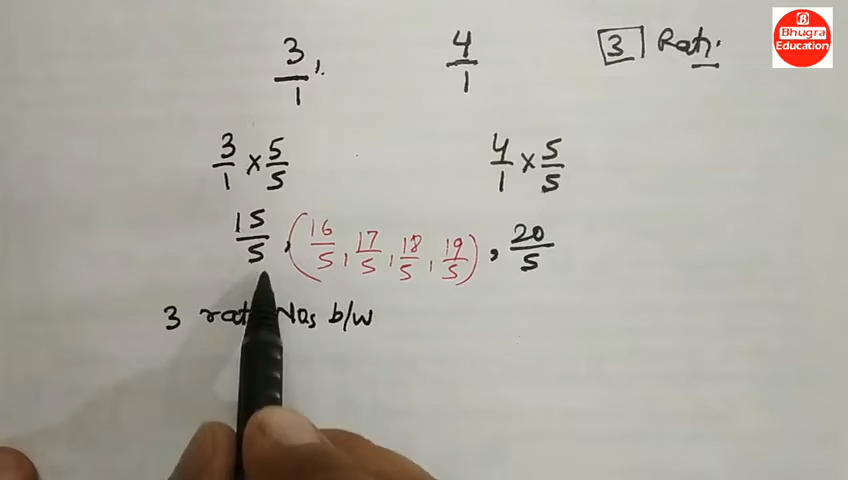 3/1, 4/1 3 Rati.
3/1 × 5/5 4/1 × 5/5
15/5, (16/5, 17/5, 18/5, 19/5), 20/5
3 Nos b/w
B
Bhugra
Education